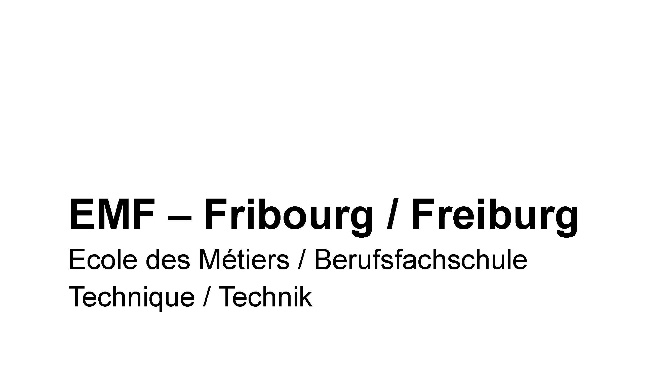 EMF – Fribourg / Freiburg
Ecole des Métiers / Berufsfachschule
Technique / Technik